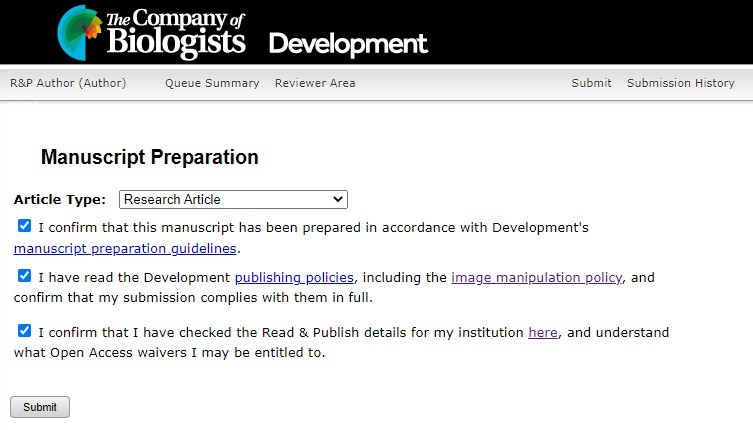 The Company of
Biologists Development
R&P Author (Author) Queue Summary Reviewer Area Submit Submission History
Manuscript Preparation
Article Type: Research Article
I confirm that this manuscript has been prepared in accordance with Development's
manuscript preparation guidelines.
I have read the Development publishing policies, including the image manipulation policy, and
confirm that my submission complies with them in full.
I confirm that I have checked the Read & Publish details for my institution here, and understand
what Open Access waivers I may be entitled to.
Submit